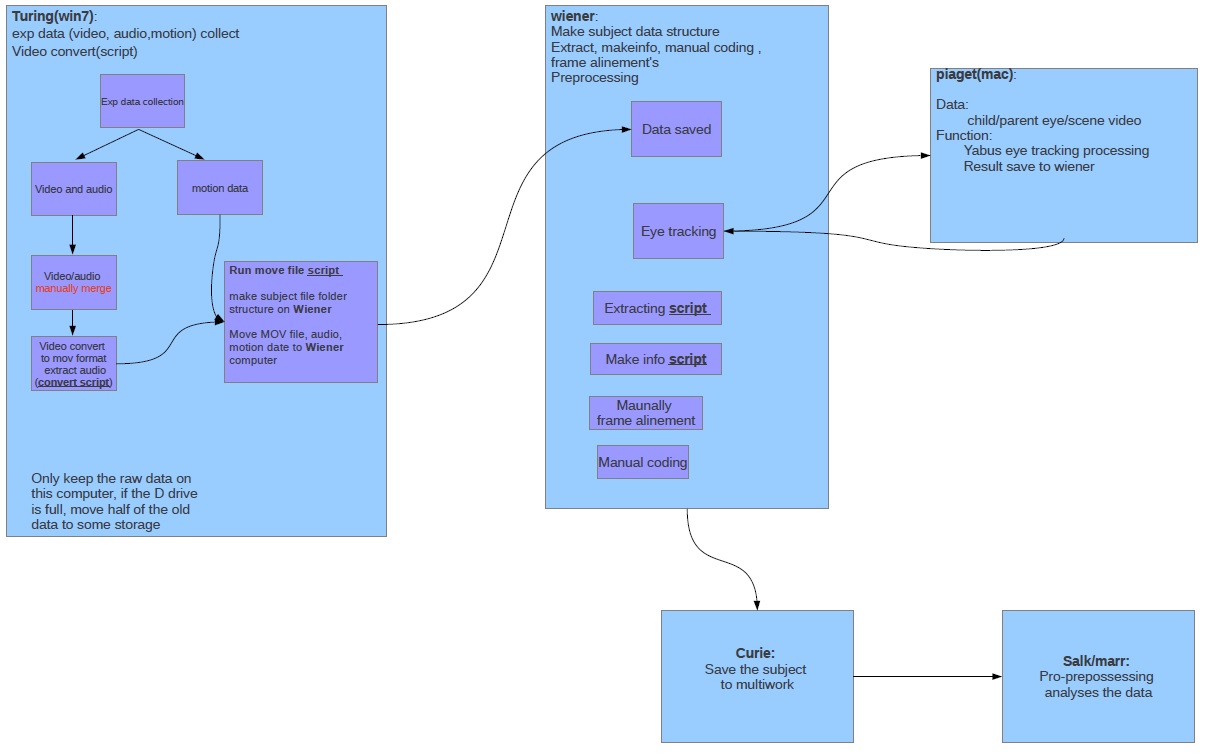 Turing(win7):
exp data (video, audio,motion) collect
Video convert(script)
Exp data collection
Video and audio
motion data
Video/audio
manually merge
Video convert
to mov format
extract audio
(convert script)
Run move file script
make subject file folder
structure on Wiener
Move MOV file, audio,
motion date to Wiener
computer
Only keep the raw data on
this computer, if the D drive
is full, move half of the old
data to some storage
wiener:
Make subject data structure
Extract, makeinfo, manual coding ,
frame alinement's
Preprocessing
Data saved
Eye tracking
Extracting script
Make info script
Maunally
frame alinement
Manual coding
piaget(mac):
Data:
child/parent eye/scene video
Function:
Yabus eye tracking processing
Result save to wiener
Curie:
Save the subject
to multiwork
Salk/marr:
Pro-prepossessing
analyses the data